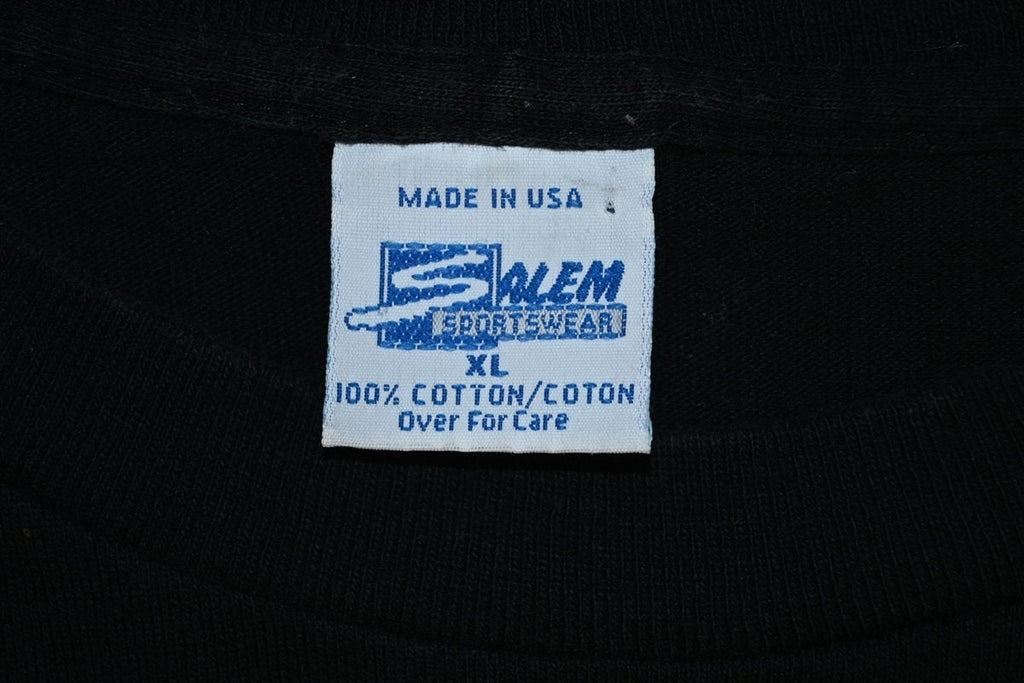 MADE IN USA
SALEM
SPORTSWEAR
XL
100% COTTON/COTON
Over For Care